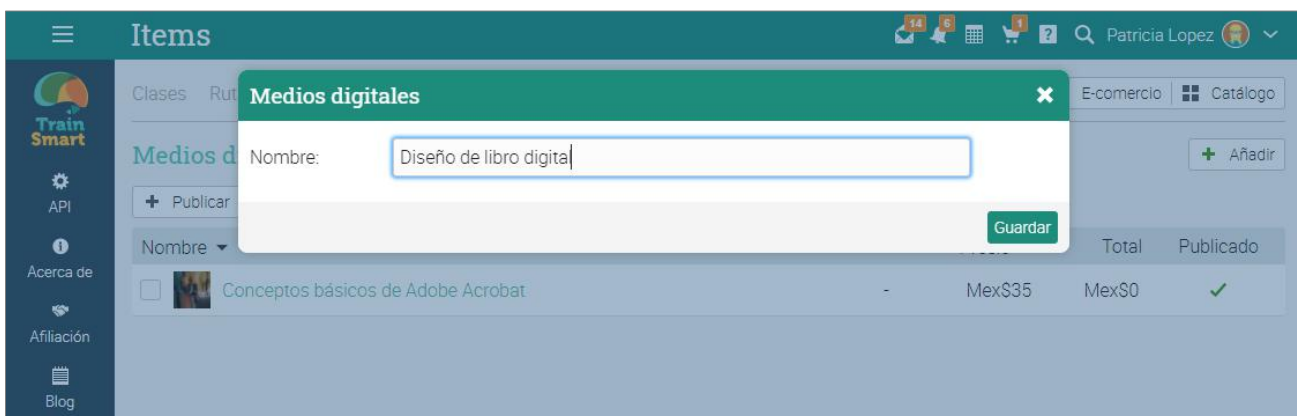 Items
14
6
1
Patricia Lopez
Train
Smart
API
Acerca de
Afiliación
Blog
Clases Rut
E-comercio
Catálogo
Medios digitales
Nombre:
Diseño de libro digital
Guardar
Medios d
Añadir
Publicar
Nombre
Total
Publicado
Conceptos básicos de Adobe Acrobat
-
Mex$35
Mex$0